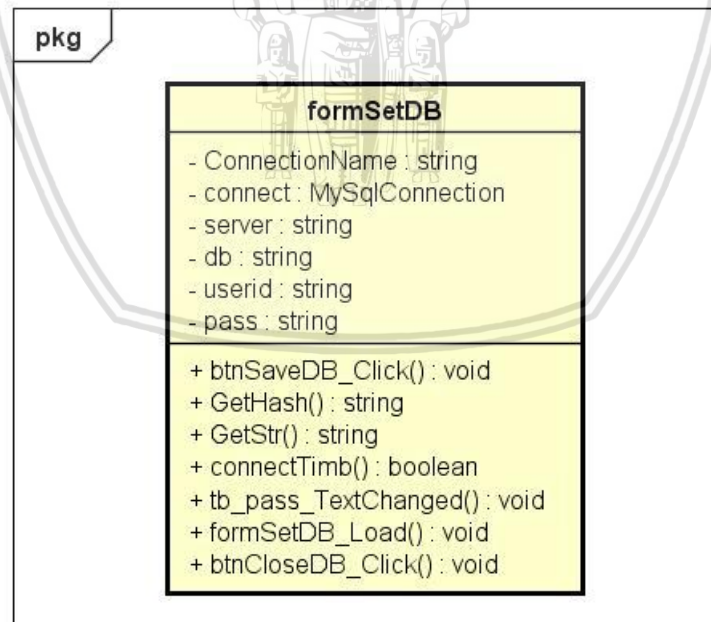 pkg
formSetDB
- ConnectionName : string
- connect : MySqlConnection
- server : string
- db : string
- userid : string
- pass : string
+ btnSaveDB_Click() : void
+ GetHash() : string
+ GetStr() : string
+ connectTimb() : boolean
+ tb_pass_TextChanged() : void
+ formSetDB_Load() : void
+ btnCloseDB_Click() : void